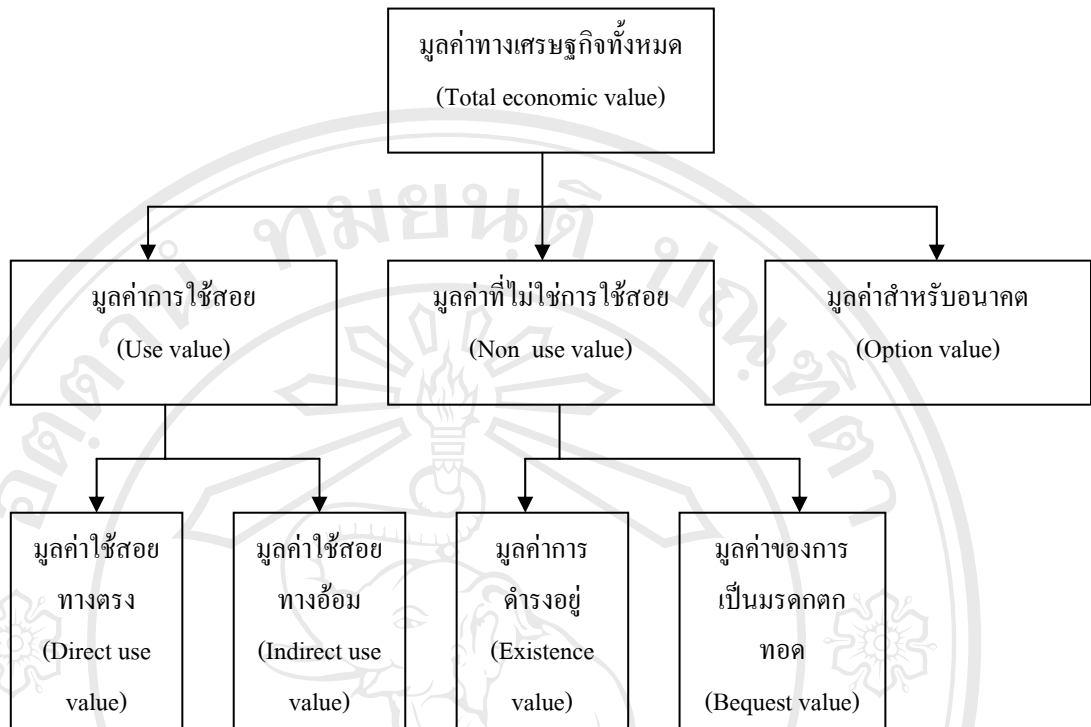 มูลค่าทางเศรษฐกิจทั้งหมด
(Total economic value)
มูลค่าการใช้สอย
(Use value)
มูลค่าที่ไม่ใช่การใช้สอย
(Non use value)
มูลค่าสำหรับอนาคต
(Option value)
มูลค่าใช้สอย
ทางตรง
(Direct use
value)
มูลค่าใช้สอย
ทางอ้อม
(Indirect use
value)
มูลค่าการ
ดำรงอยู่
(Existence
value)
มูลค่าของการ
เป็นมรดกตก
ทอด
(Bequest value)